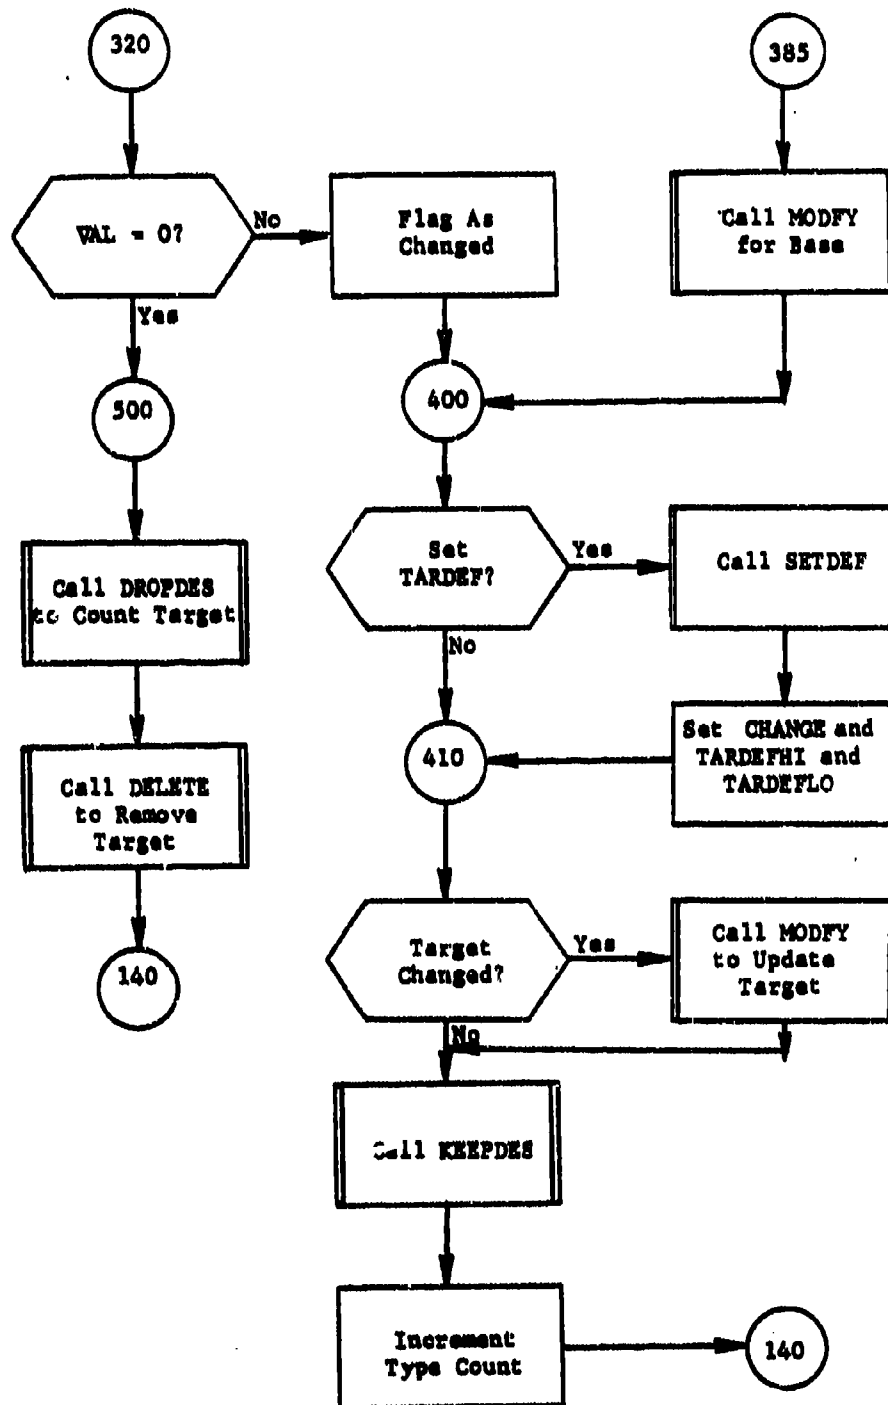 320
385
VAL = 0?
No
Flag As
Changed
Call MODFY
for Base
Yes
500
400
Call DROPDES
to Count Target
Set
TARDEF?
Yes
Call SETDEF
No
410
Set CHANGE and
TARDEFHI and
TARDEFLO
Call DELETE
to Remove
Target
140
Target
Changed?
Yes
Call MODFY
to Update
Target
No
Call KEEPDES
Increment
Type Count
140